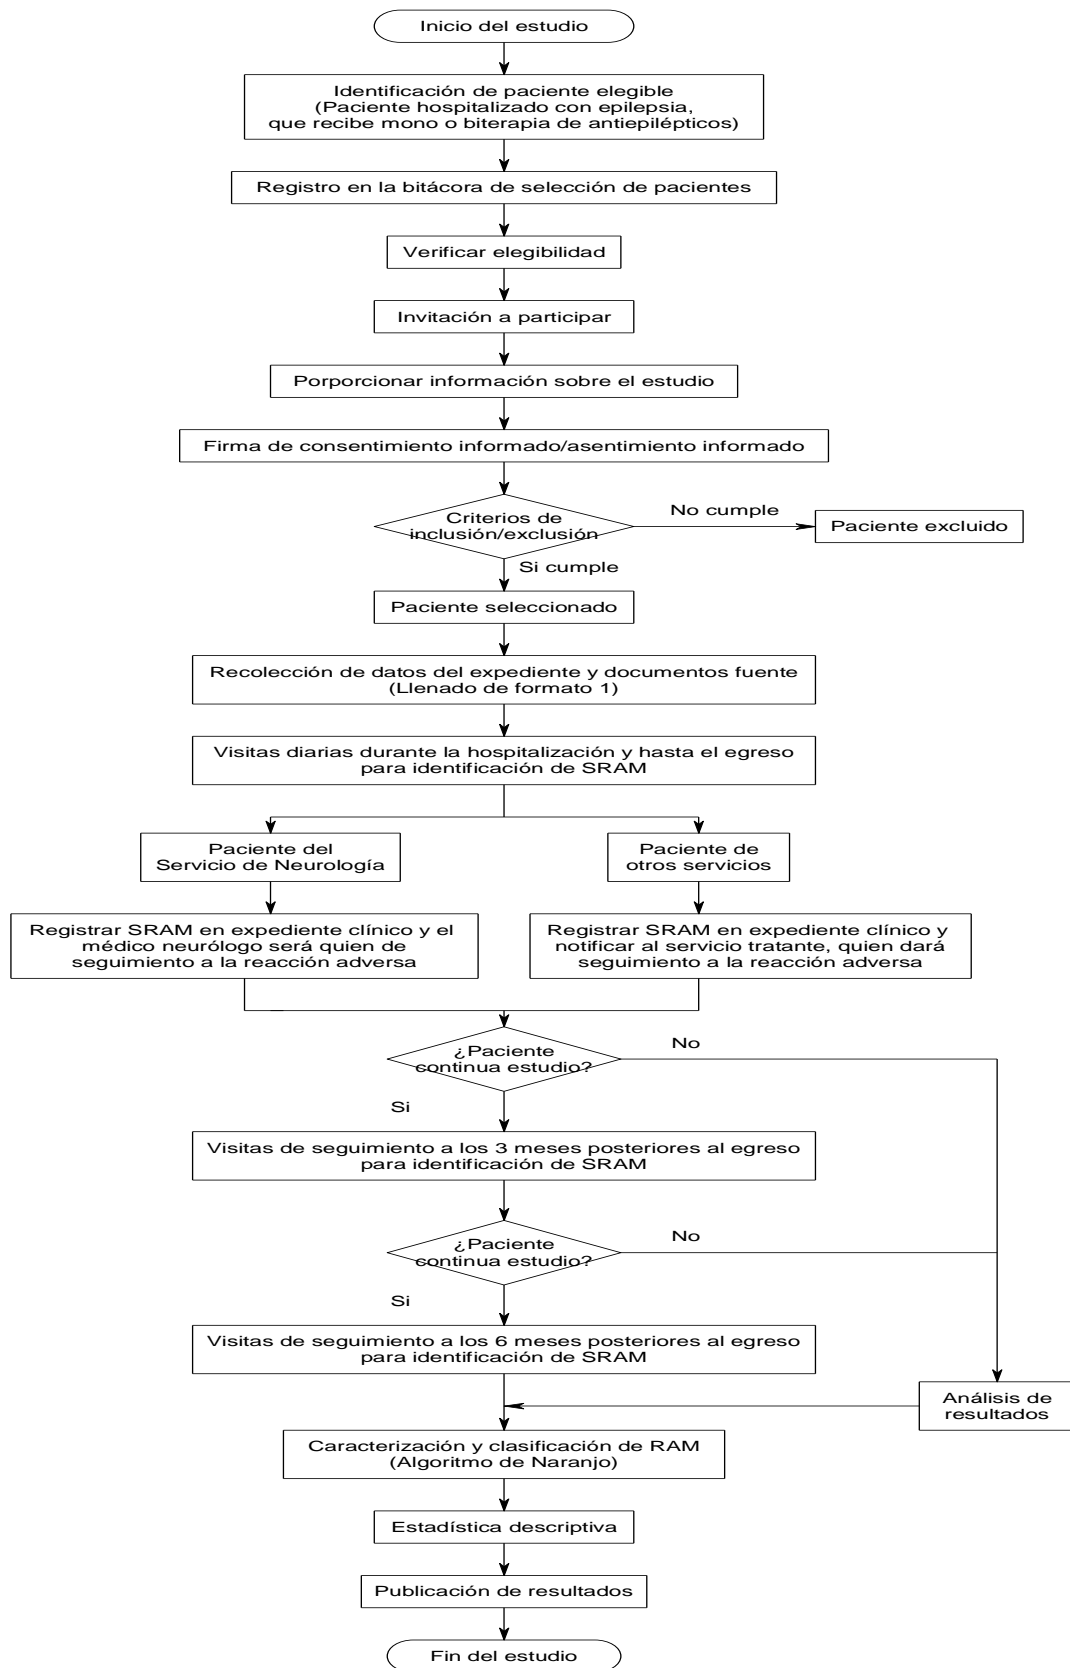 Inicio del estudio
Identificación de paciente elegible
(Paciente hospitalizado con epilepsia,
que recibe mono o biterapia de antiepilépticos)
Registro en la bitácora de selección de pacientes
Verificar elegibilidad
Invitación a participar
Porporcionar información sobre el estudio
Firma de consentimiento informado/asentimiento informado
Criterios de
inclusión/exclusión
No cumple
Paciente excluido
Si cumple
Paciente seleccionado
Recolección de datos del expediente y documentos fuente
(Llenado de formato 1)
Visitas diarias durante la hospitalización y hasta el egreso
para identificación de SRAM
Paciente del
Servicio de Neurología
Paciente de
otros servicios
Registrar SRAM en expediente clínico y el
médico neurólogo será quien de
seguimiento a la reacción adversa
Registrar SRAM en expediente clínico y
notificar al servicio tratante, quien dará
seguimiento a la reacción adversa
¿Paciente
continua estudio?
No
Si
Visitas de seguimiento a los 3 meses posteriores al egreso
para identificación de SRAM
¿Paciente
continua estudio?
No
Si
Visitas de seguimiento a los 6 meses posteriores al egreso
para identificación de SRAM
Análisis de
resultados
Caracterización y clasificación de RAM
(Algoritmo de Naranjo)
Estadística descriptiva
Publicación de resultados
Fin del estudio